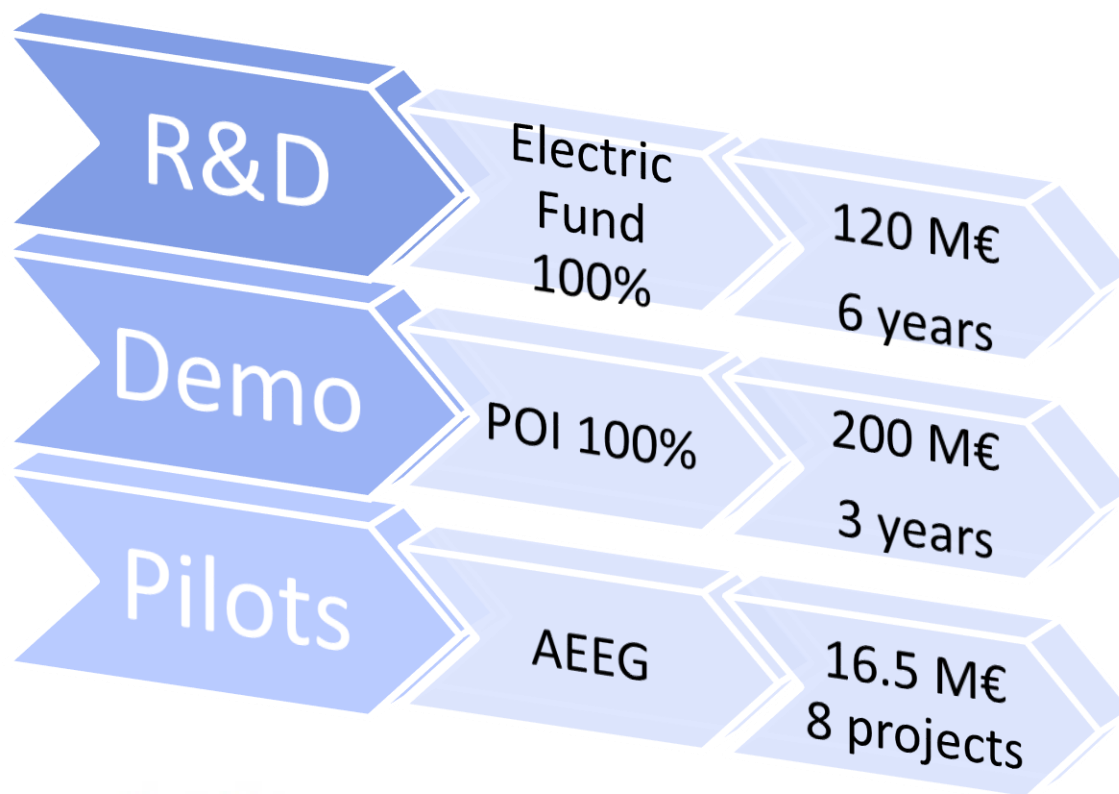 R&D
Electric
Fund
100%
120 M€
6 years
Demo
POI 100%
200 M€
3 years
Pilots
AEEG
16.5 M€
8 projects